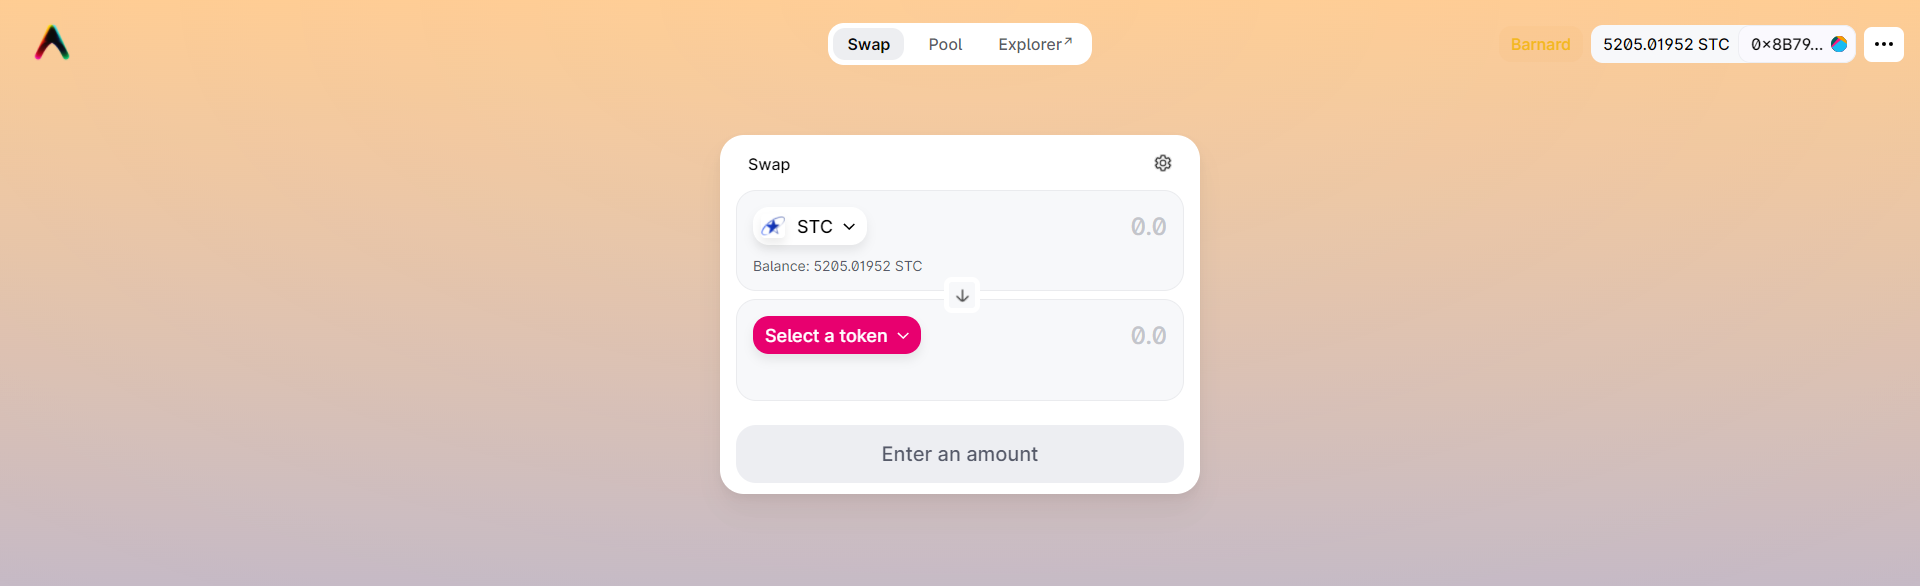 Swap Pool Explorer↗ Barnard 5205.01952 STC 0x8B79...
Swap
STC 0.0
Balance: 5205.01952 STC
Select a token 0.0
Enter an amount